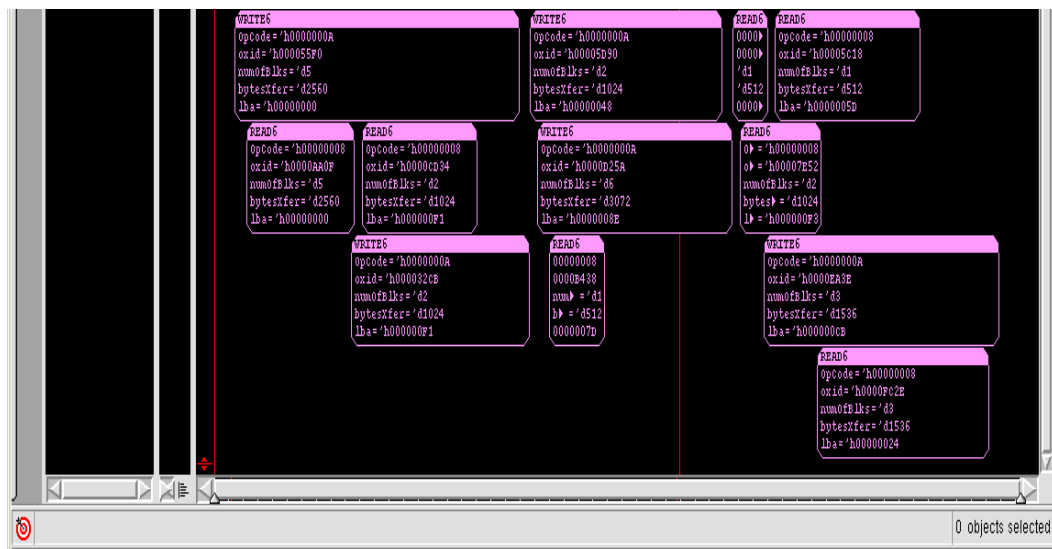 WRITE6
OpCode='h0000000A
oxid='h000055F0
numOfBlks='d5
bytesXfer='d2560
lba='h00000000
WRITE6
OpCode='h0000000A
oxid='h00005D90
numOfBlks='d2
bytesXfer='d1024
lba='h00000048
READ6
0000
0000
'd1
'd512
0000
READ6
OpCode='h00000008
oxid='h00005C18
numOfBlks='d1
bytesXfer='d512
lba='h0000005D
READ6
OpCode='h00000008
oxid='h0000AA0F
numOfBlks='d5
bytesXfer='d2560
lba='h00000000
READ6
OpCode='h00000008
oxid='h0000CD34
numOfBlks='d2
bytesXfer='d1024
lba='h000000F1
WRITE6
OpCode='h0000000A
oxid='h0000D25A
numOfBlks='d6
bytesXfer='d3072
lba='h0000008E
READ6
o ='h00000008
o ='h00007E52
numOfBlks='d2
bytes ='d1024
l ='h000000F3
WRITE6
OpCode='h0000000A
oxid='h000032CB
numOfBlks='d2
bytesXfer='d1024
lba='h000000F1
READ6
00000008
0000B438
num ='d1
b ='d512
0000007D
WRITE6
OpCode='h0000000A
oxid='h0000EA3E
numOfBlks='d3
bytesXfer='d1536
lba='h000000CB
READ6
OpCode='h00000008
oxid='h0000FC2E
numOfBlks='d3
bytesXfer='d1536
lba='h00000024
0 objects selected